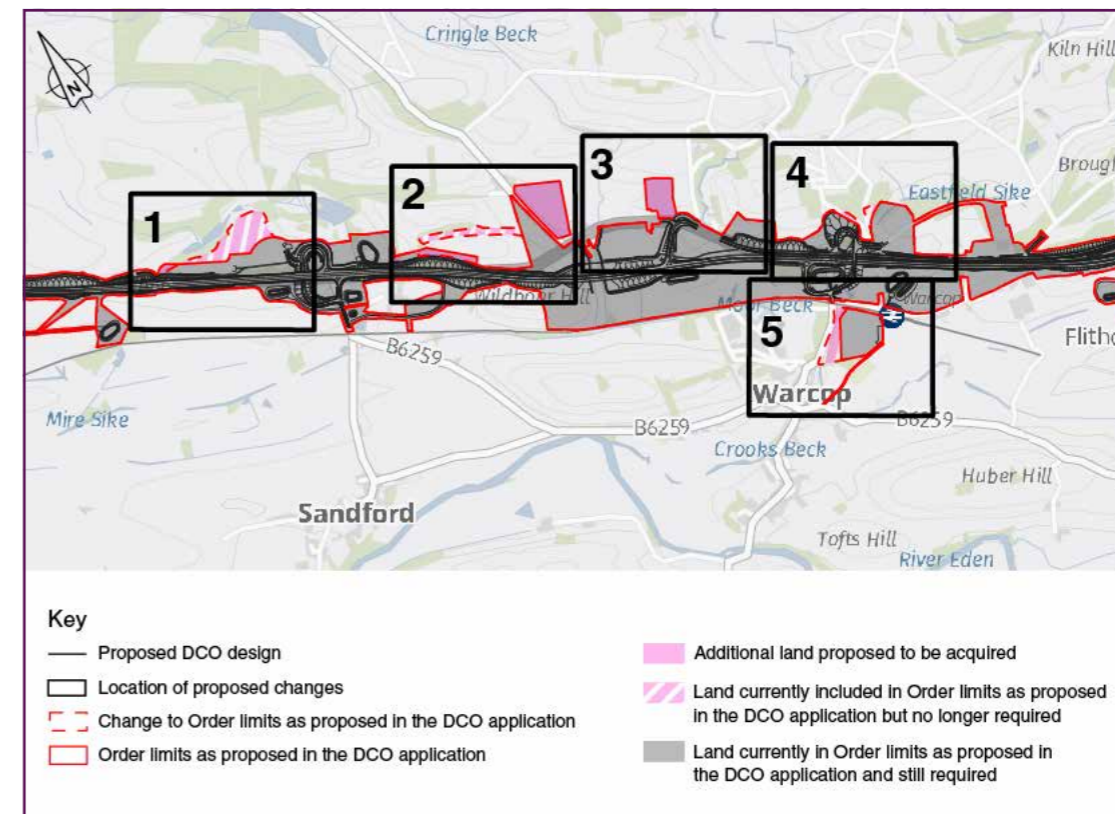 Cringle Beck
Kiln Hill
N
3
4
2
Brough
1
Eastfield Sike
Wildboar Hill
Moor Beck
Warcop
5
Flitho
B6259
Warcop
Mire Sike
B6259
B6259
Crooks Beck
Huber Hill
Sandford
Tofts Hill
River Eden
Key
Proposed DCO design
Location of proposed changes
Change to Order limits as proposed in the DCO application
Order limits as proposed in the DCO application
Additional land proposed to be acquired
Land currently included in Order limits as proposed
in the DCO application but no longer required
Land currently in Order limits as proposed in
the DCO application and still required